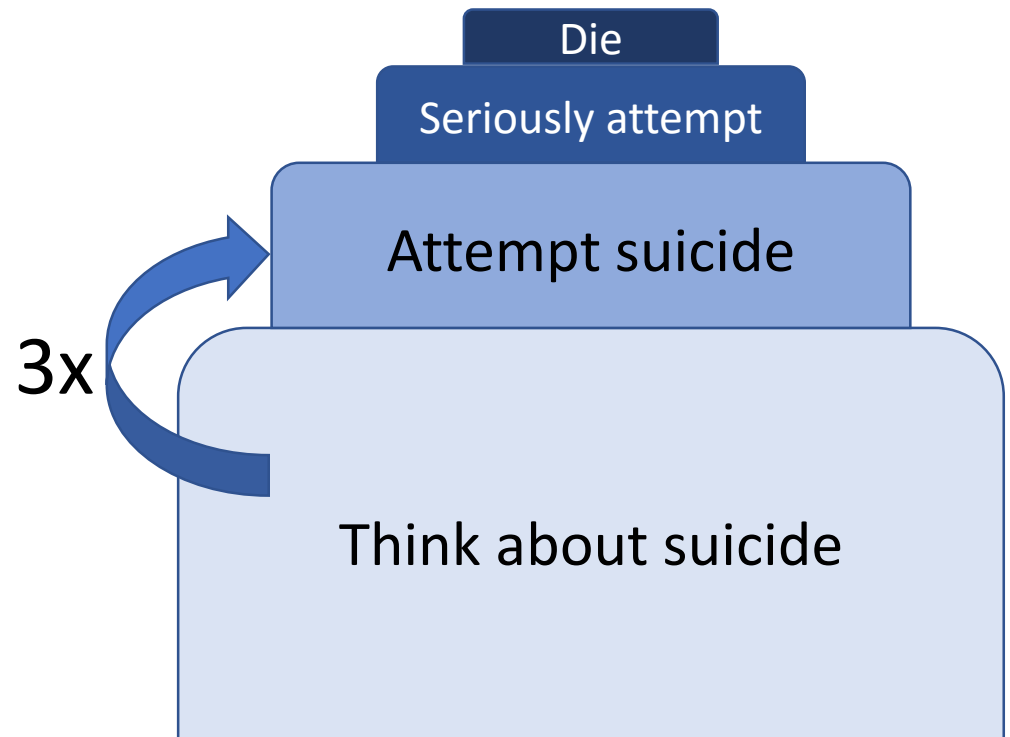 Die
Seriously attempt
Attempt suicide
3x
Think about suicide